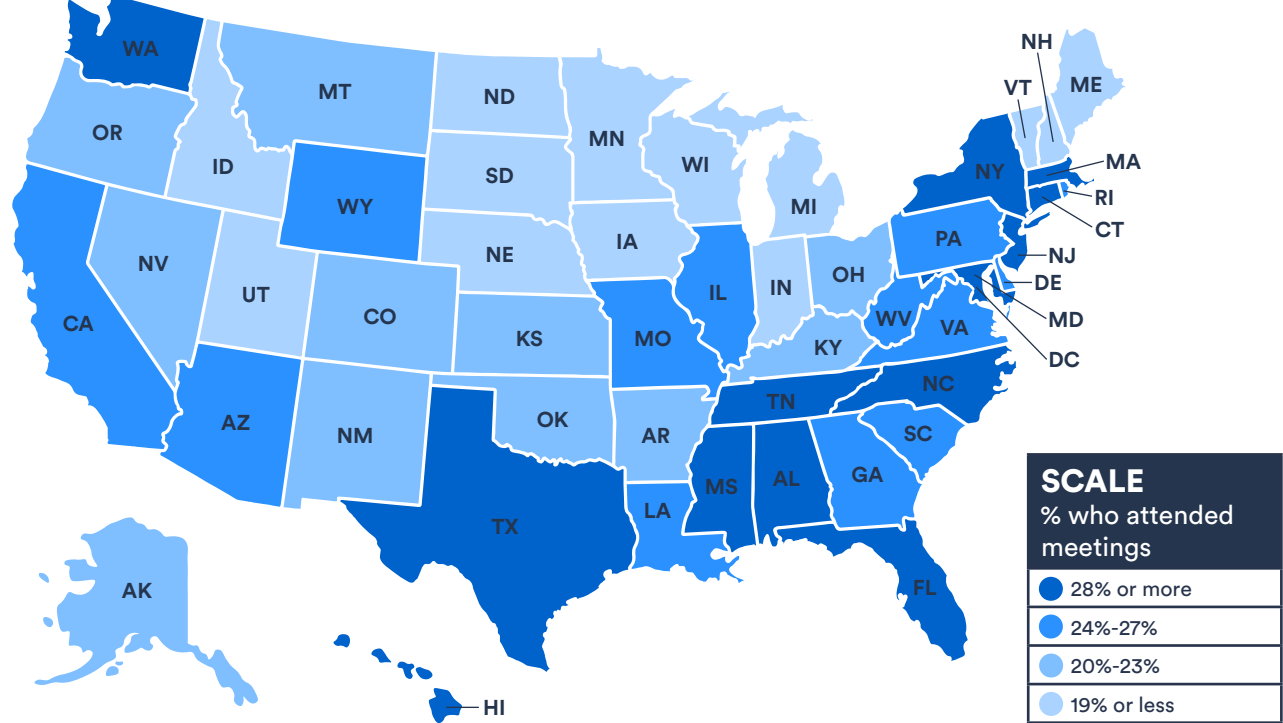 WA
MT
ND
MN
OR
ID
SD
WI
MI
WY
NE
IA
NV
UT
CO
KS
CA
AZ
NM
OK
TX
MO
AR
LA
IL
IN
OH
KY
TN
MS
AL
GA
FL
SC
NC
VA
WV
PA
NY
VT
NH
ME
MA
RI
CT
NJ
DE
MD
DC
AK
HI
SCALE
% who attended
meetings
28% or more
24%-27%
20%-23%
19% or less